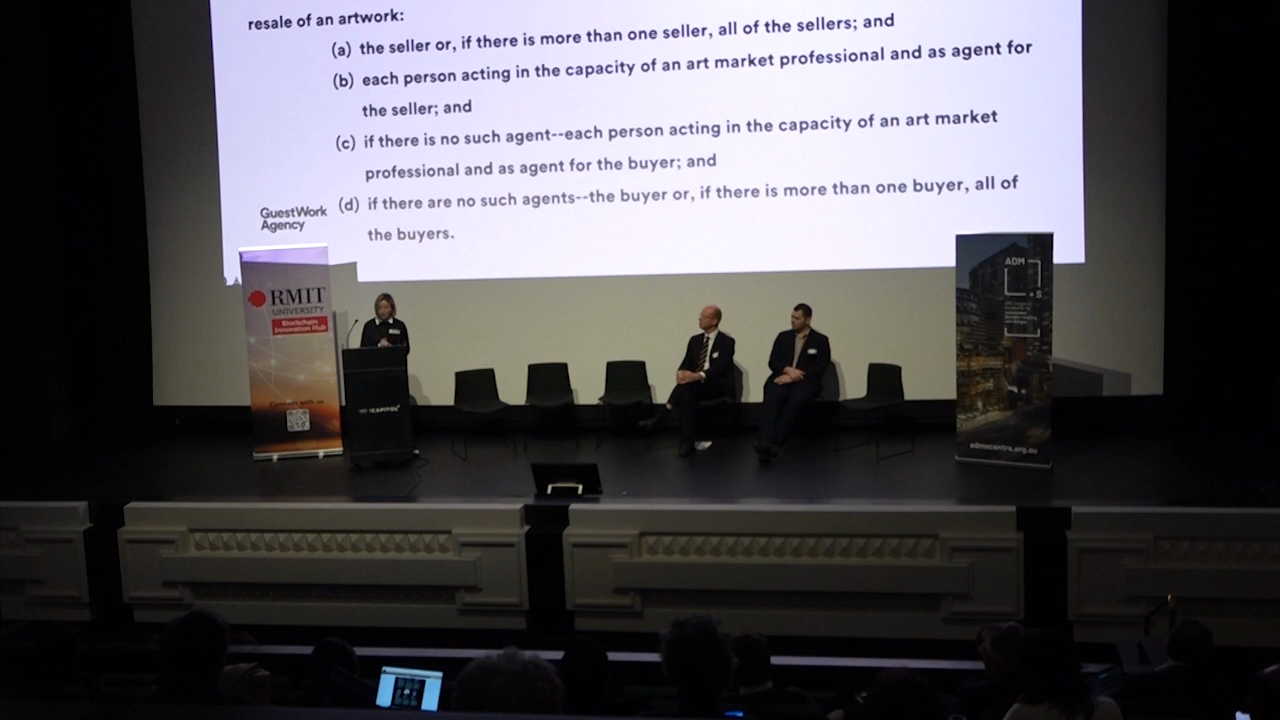 resale of an artwork:
(a) the seller or, if there is more than one seller, all of the sellers; and
(b) each person acting in the capacity of an art market professional and as agent for
the seller; and
(c) if there is no such agent--each person acting in the capacity of an art market
professional and as agent for the buyer; and
(d) if there are no such agents--the buyer or, if there is more than one buyer, all of
the buyers.
GuestWork
Agency
RMIT
UNIVERSITY
Blockchain
Innovation Hub
Connect with us
CAPITOL
ADM
+S
admscentre.org.au